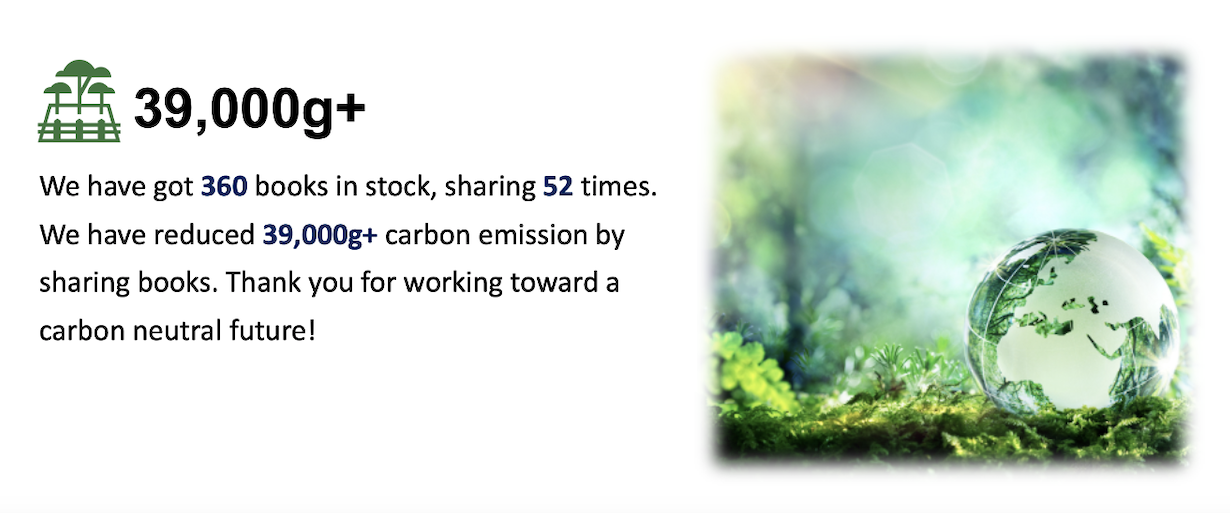 39,000g+
We have got 360 books in stock, sharing 52 times.
We have reduced 39,000g+ carbon emission by
sharing books. Thank you for working toward a
carbon neutral future!